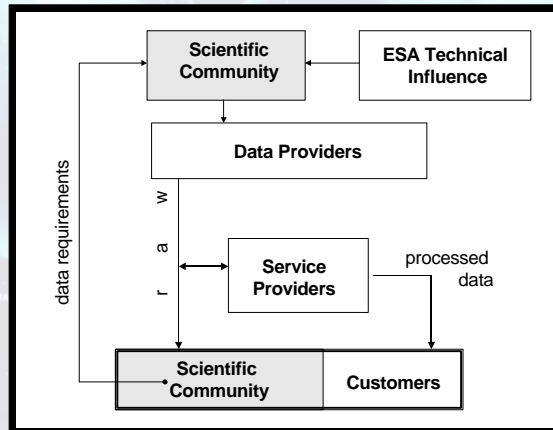 Scientific
Community
ESA Technical
Influence
Data Providers
data requirements
r a w
Service
Providers
processed
data
Scientific
Community
Customers